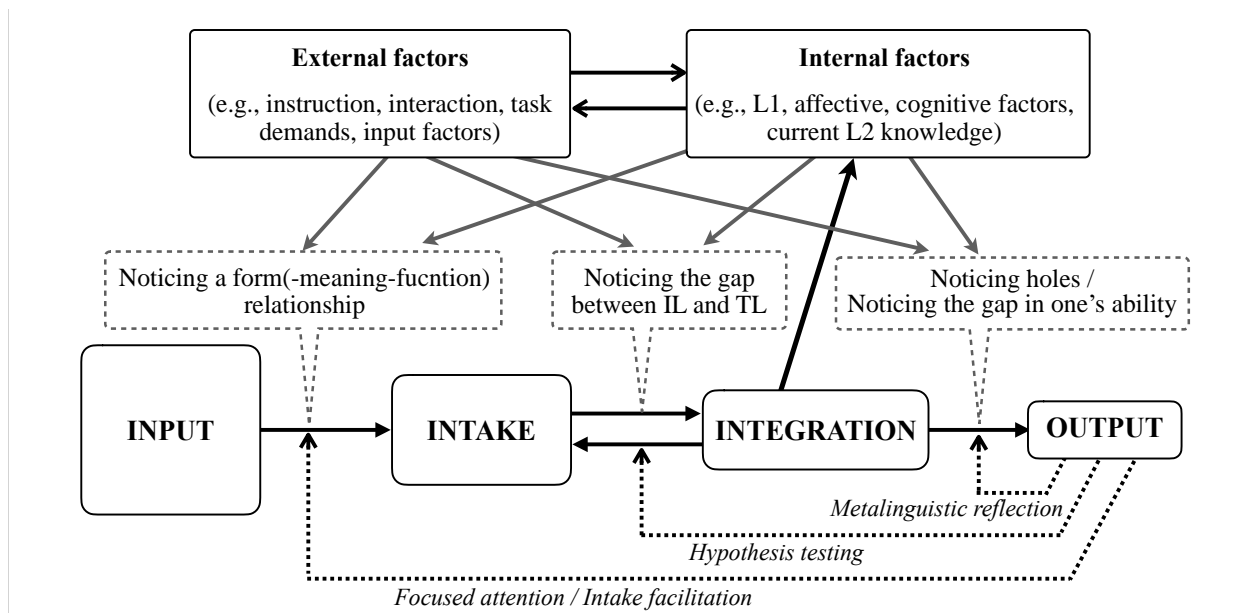 External factors
(e.g., instruction, interaction, task
demands, input factors)
Internal factors
(e.g., L1, affective, cognitive factors,
current L2 knowledge)
Noticing a form(-meaning-fucntion)
relationship
Noticing the gap
between IL and TL
Noticing holes /
Noticing the gap in one's ability
INPUT
INTAKE
INTEGRATION
OUTPUT
Metalinguistic reflection
Hypothesis testing
Focused attention / Intake facilitation